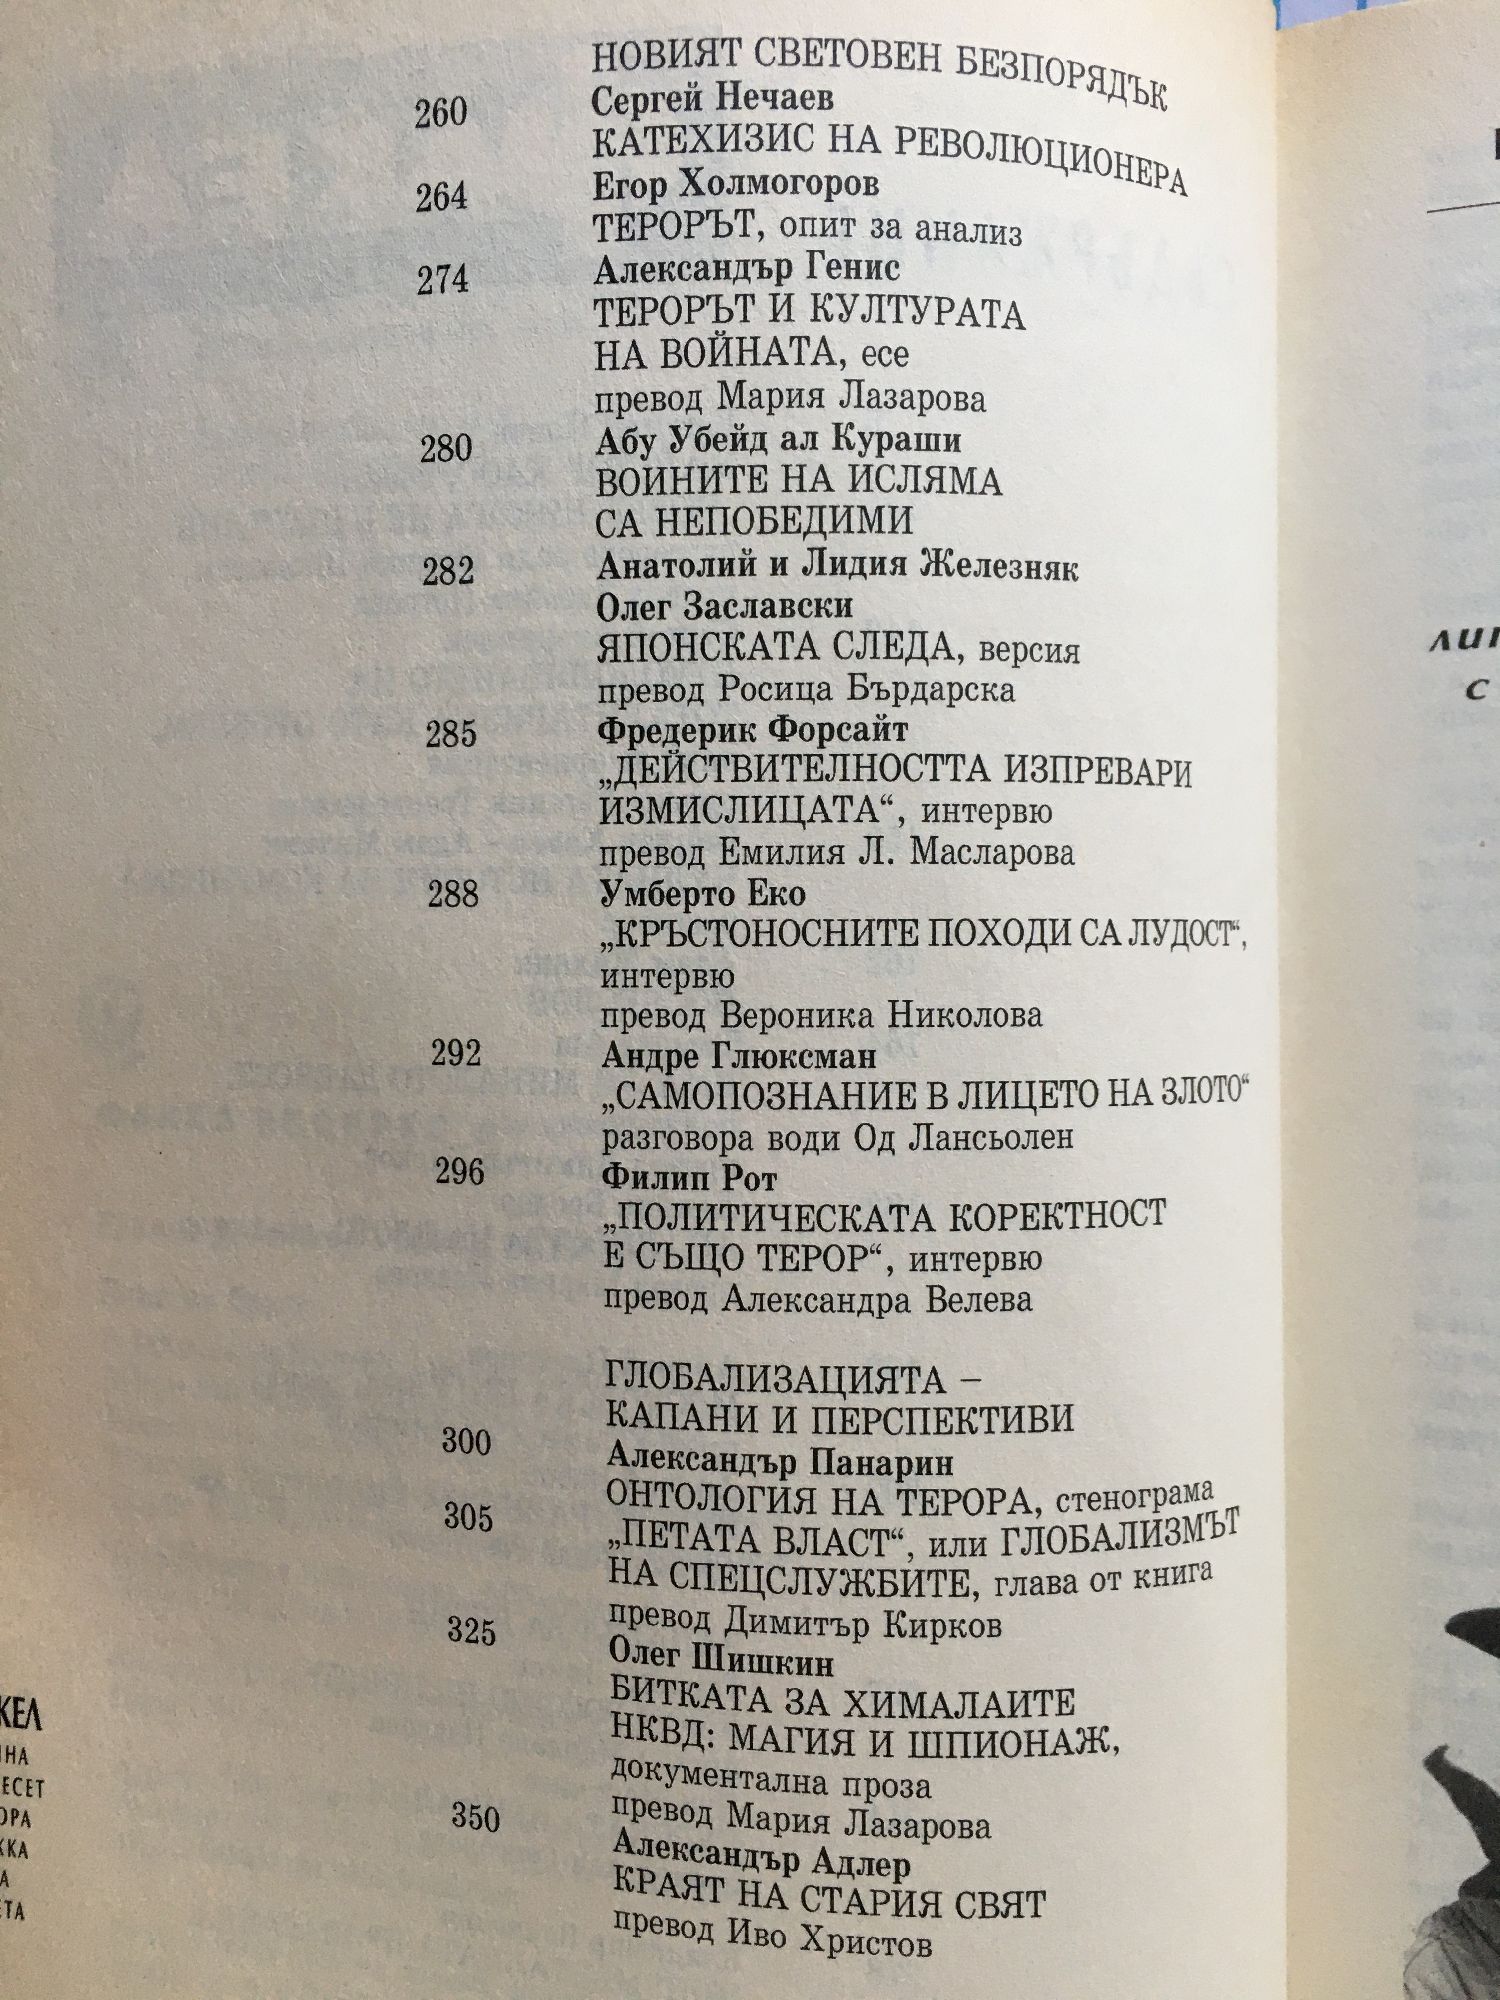 НОВИЯТ СВЕТОВЕН БЕЗПОРЯДЪК
260 Сергей Нечаев
КАТЕХИЗИС НА РЕВОЛЮЦИОНЕРА
264 Егор Холмогоров
ТЕРОРЪТ, опит за анализ
274 Александър Генис
ТЕРОРЪТ И КУЛТУРАТА
НА ВОЙНАТА, есе
превод Мария Лазарова
280 Абу Убейд ал Кураши
ВОИНИТЕ НА ИСЛЯМА
СА НЕПОБЕДИМИ
282 Анатолий и Лидия Железняк
Олег Заславски
ЯПОНСКАТА СЛЕДА, версия
превод Росица Бърдарска
285 Фредерик Форсайт
„ДЕЙСТВИТЕЛНОСТТА ИЗПРЕВАРИ
ИЗМИСЛИЦАТА“, интервю
превод Емилия Л. Масларова
288 Умберто Еко
„КРЪСТОНОСНИТЕ ПОХОДИ СА ЛУДОСТ“,
интервю
превод Вероника Николова
292 Андре Глюксман
„САМОПОЗНАНИЕ В ЛИЦЕТО НА ЗЛОТО“
разговора води Од Лансьолен
296 Филип Рот
„ПОЛИТИЧЕСКАТА КОРЕКТНОСТ
Е СЪЩО ТЕРОР“, интервю
превод Александра Велева
ГЛОБАЛИЗАЦИЯТА –
КАПАНИ И ПЕРСПЕКТИВИ
300 Александър Панарин
ОНТОЛОГИЯ НА ТЕРОРА, стенограма
305 „ПЕТАТА ВЛАСТ“, или ГЛОБАЛИЗМЪТ
НА СПЕЦСЛУЖБИТЕ, глава от книга
превод Димитър Кирков
325 Олег Шишкин
БИТКАТА ЗА ХИМАЛАИТЕ
НКВД: МАГИЯ И ШПИОНАЖ,
документална проза
превод Мария Лазарова
350 Александър Адлер
КРАЯТ НА СТАРИЯ СВЯТ
превод Иво Христов
с